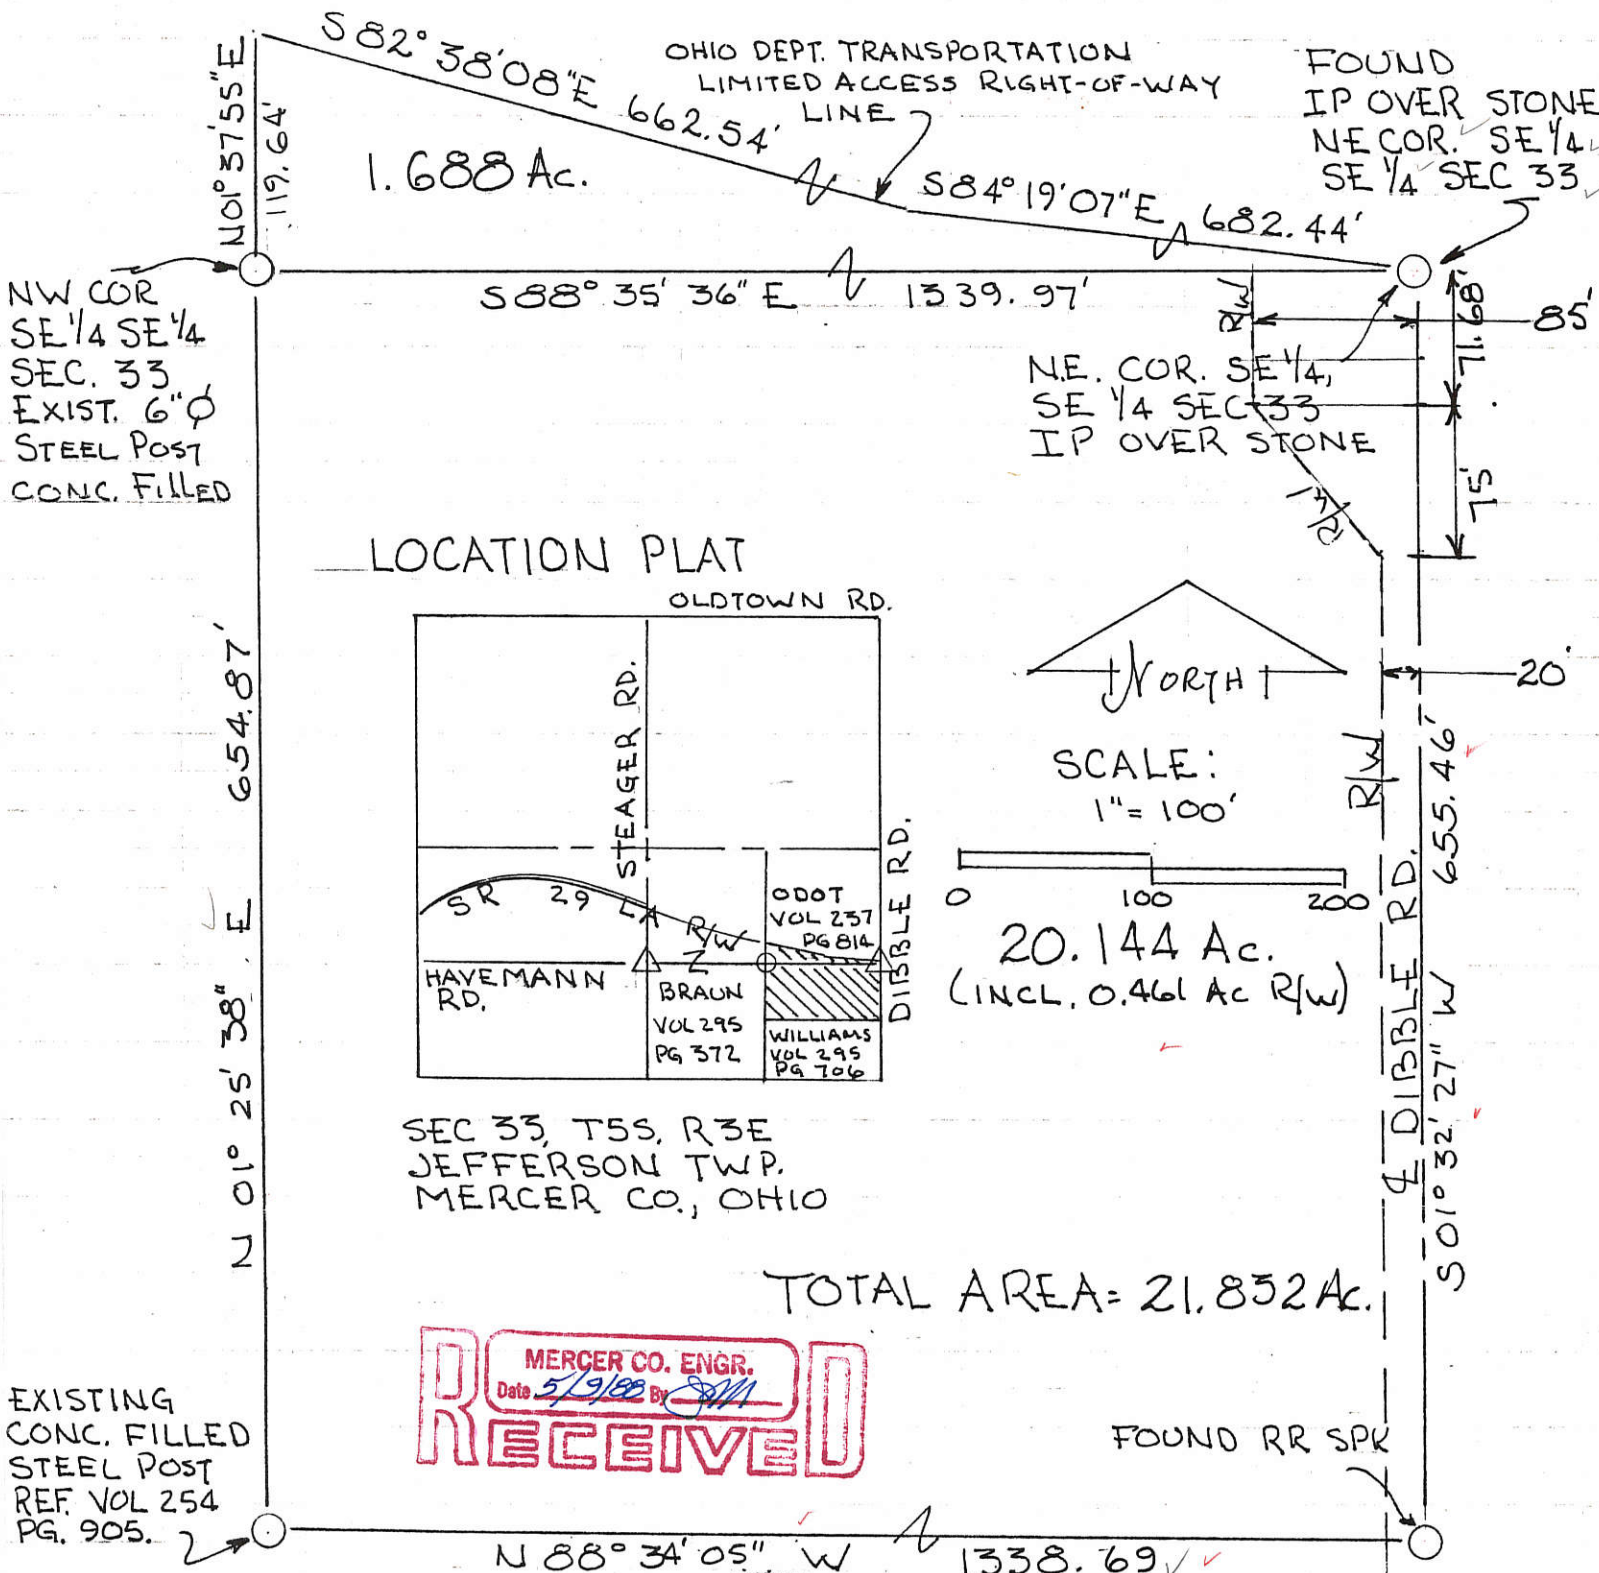 S 82° 38' 08" E 662.54'
OHIO DEPT. TRANSPORTATION
LIMITED ACCESS RIGHT-OF-WAY
LINE
FOUND
IP OVER STONE
NE COR. SE 1/4
SE 1/4 SEC 33
N01° 37' 55" E
119.64'
1.688 Ac.
S84° 19' 07" E 682.44'
NW COR
SE 1/4 SE 1/4
SEC. 33
EXIST. 6" Ø
STEEL POST
CONC. FILLED
S 88° 35' 36" E 1339.97'
R/W
85'
71.68'
N.E. COR. SE 1/4,
SE 1/4 SEC 33
IP OVER STONE
75'
R/W
LOCATION PLAT
OLDTOWN RD.
STEAGER RD.
NORTH
20'
SCALE:
1" = 100'
R/W
0 100 200
N 01° 25' 38" E 654.87'
SR 29 LA R/W
ODOT
VOL 257
PG 814
DIBBLE RD.
HAVEMANN
RD.
BRAUN
VOL 295
PG 372
WILLIAMS
VOL 295
PG 706
20.144 Ac.
(INCL. 0.461 Ac R/W)
℄ DIBBLE RD.
S 01° 32' 27" W 655.46'
SEC 33, T5S, R3E
JEFFERSON TWP.
MERCER CO., OHIO
TOTAL AREA = 21.832 Ac.
MERCER CO. ENGR.
Date 5/9/88 By
RECEIVED
EXISTING
CONC. FILLED
STEEL POST
REF. VOL 254
PG. 905.
FOUND RR SPK
N 88° 34' 05" W 1338.69